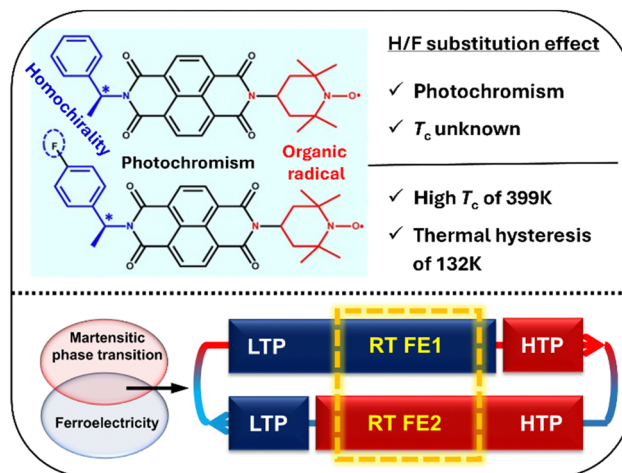 Homochirality
*
N
O
O
O
O
N
N
O•
H/F substitution effect
✓ Photochromism
✓ Tc unknown
F
Photochromism
Organic
radical
*
N
O
O
O
O
N
N
O•
✓ High Tc of 399K
✓ Thermal hysteresis
of 132K
Martensitic
phase transition
Ferroelectricity
LTP
RT FE1
HTP
LTP
RT FE2
HTP